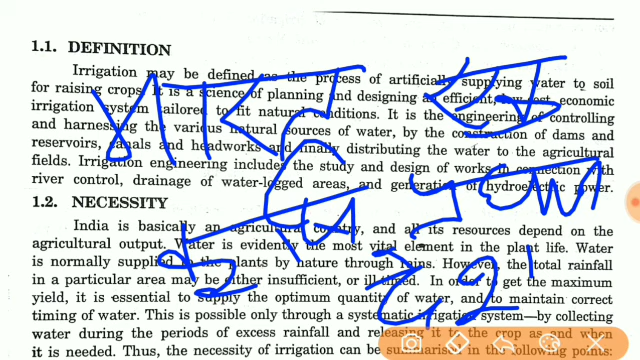 1.1. DEFINITION
Irrigation may be defined as the process of artificially supplying water to soil
for raising crops. It is a science of planning and designing an efficient, low-cost, economic
irrigation system tailored to fit natural conditions. It is the engineering of controlling
and harnessing the various natural sources of water, by the construction of dams and
reservoirs, canals and headworks and finally distributing the water to the agricultural
fields. Irrigation engineering includes the study and design of works in connection with
river control, drainage of water-logged areas, and generation of hydroelectric power.
1.2. NECESSITY
India is basically an agricultural country, and all its resources depend on the
agricultural output. Water is evidently the most vital element in the plant life. Water
is normally supplied to the plants by nature through rains. However, the total rainfall
in a particular area may be either insufficient, or ill timed. In order to get the maximum
yield, it is essential to supply the optimum quantity of water, and to maintain correct
timing of water. This is possible only through a systematic irrigation system—by collecting
water during the periods of excess rainfall and releasing it to the crop as and when
it is needed. Thus, the necessity of irrigation can be summarised in the following points: